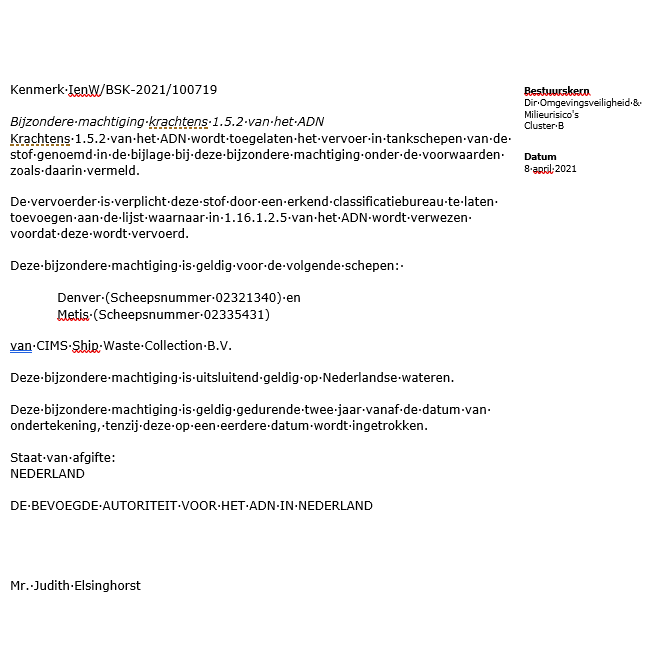 Kenmerk IenW/BSK-2021/100719
Bestuurskern
Dir Omgevingsveiligheid &
Milieurisico's
Cluster B
Datum
8 april 2021
Bijzondere machtiging krachtens 1.5.2 van het ADN
Krachtens 1.5.2 van het ADN wordt toegelaten het vervoer in tankschepen van de
stof genoemd in de bijlage bij deze bijzondere machtiging onder de voorwaarden
zoals daarin vermeld.
De vervoerder is verplicht deze stof door een erkend classificatiebureau te laten
toevoegen aan de lijst waarnaar in 1.16.1.2.5 van het ADN wordt verwezen
voordat deze wordt vervoerd.
Deze bijzondere machtiging is geldig voor de volgende schepen:
Denver (Scheepsnummer 02321340) en
Metis (Scheepsnummer 02335431)
van CIMS Ship Waste Collection B.V.
Deze bijzondere machtiging is uitsluitend geldig op Nederlandse wateren.
Deze bijzondere machtiging is geldig gedurende twee jaar vanaf de datum van
ondertekening, tenzij deze op een eerdere datum wordt ingetrokken.
Staat van afgifte:
NEDERLAND
DE BEVOEGDE AUTORITEIT VOOR HET ADN IN NEDERLAND
Mr. Judith Elsinghorst